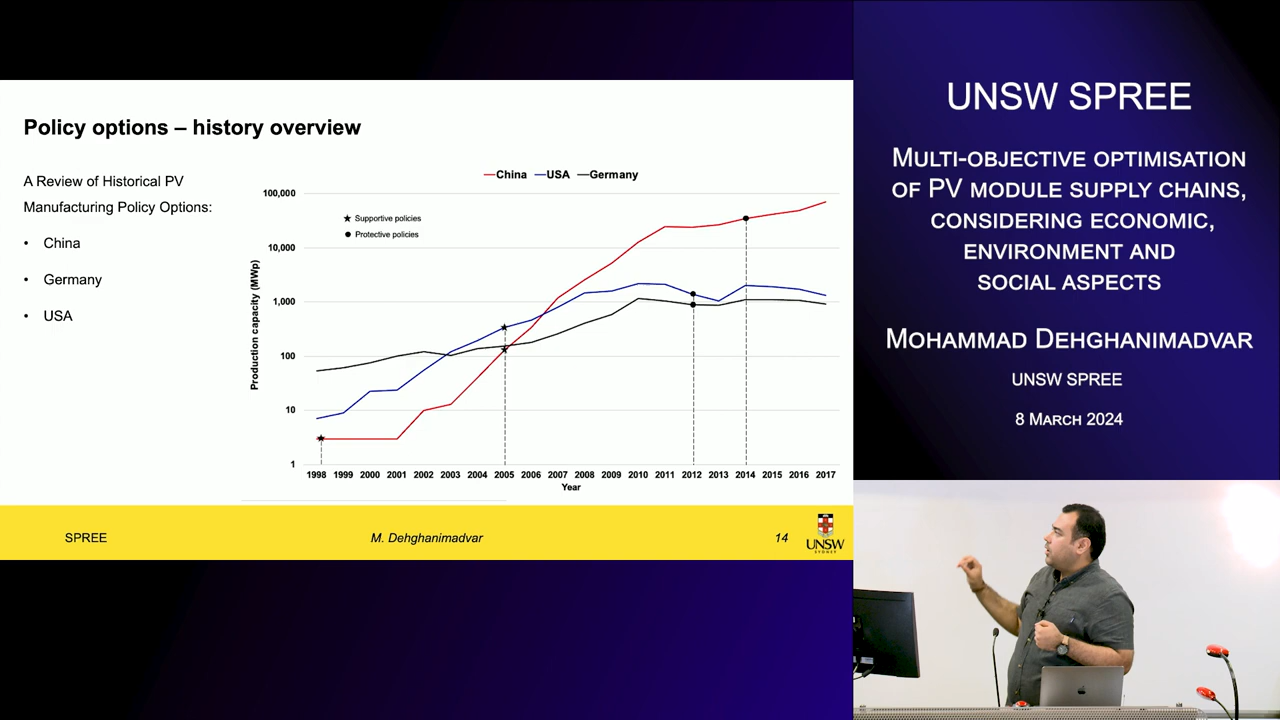 Policy options – history overview
A Review of Historical PV
Manufacturing Policy Options:
• China
• Germany
• USA
China USA Germany
Supportive policies
Protective policies
Production capacity (MWp)
100,000
10,000
1,000
100
10
1
1998 1999 2000 2001 2002 2003 2004 2005 2006 2007 2008 2009 2010 2011 2012 2013 2014 2015 2016 2017
Year
SPREE
M. Dehghanimadvar
14
UNSW
SYDNEY
UNSW SPREE
MULTI-OBJECTIVE OPTIMISATION
OF PV MODULE SUPPLY CHAINS,
CONSIDERING ECONOMIC,
ENVIRONMENT AND
SOCIAL ASPECTS
MOHAMMAD DEHGHANIMADVAR
UNSW SPREE
8 MARCH 2024